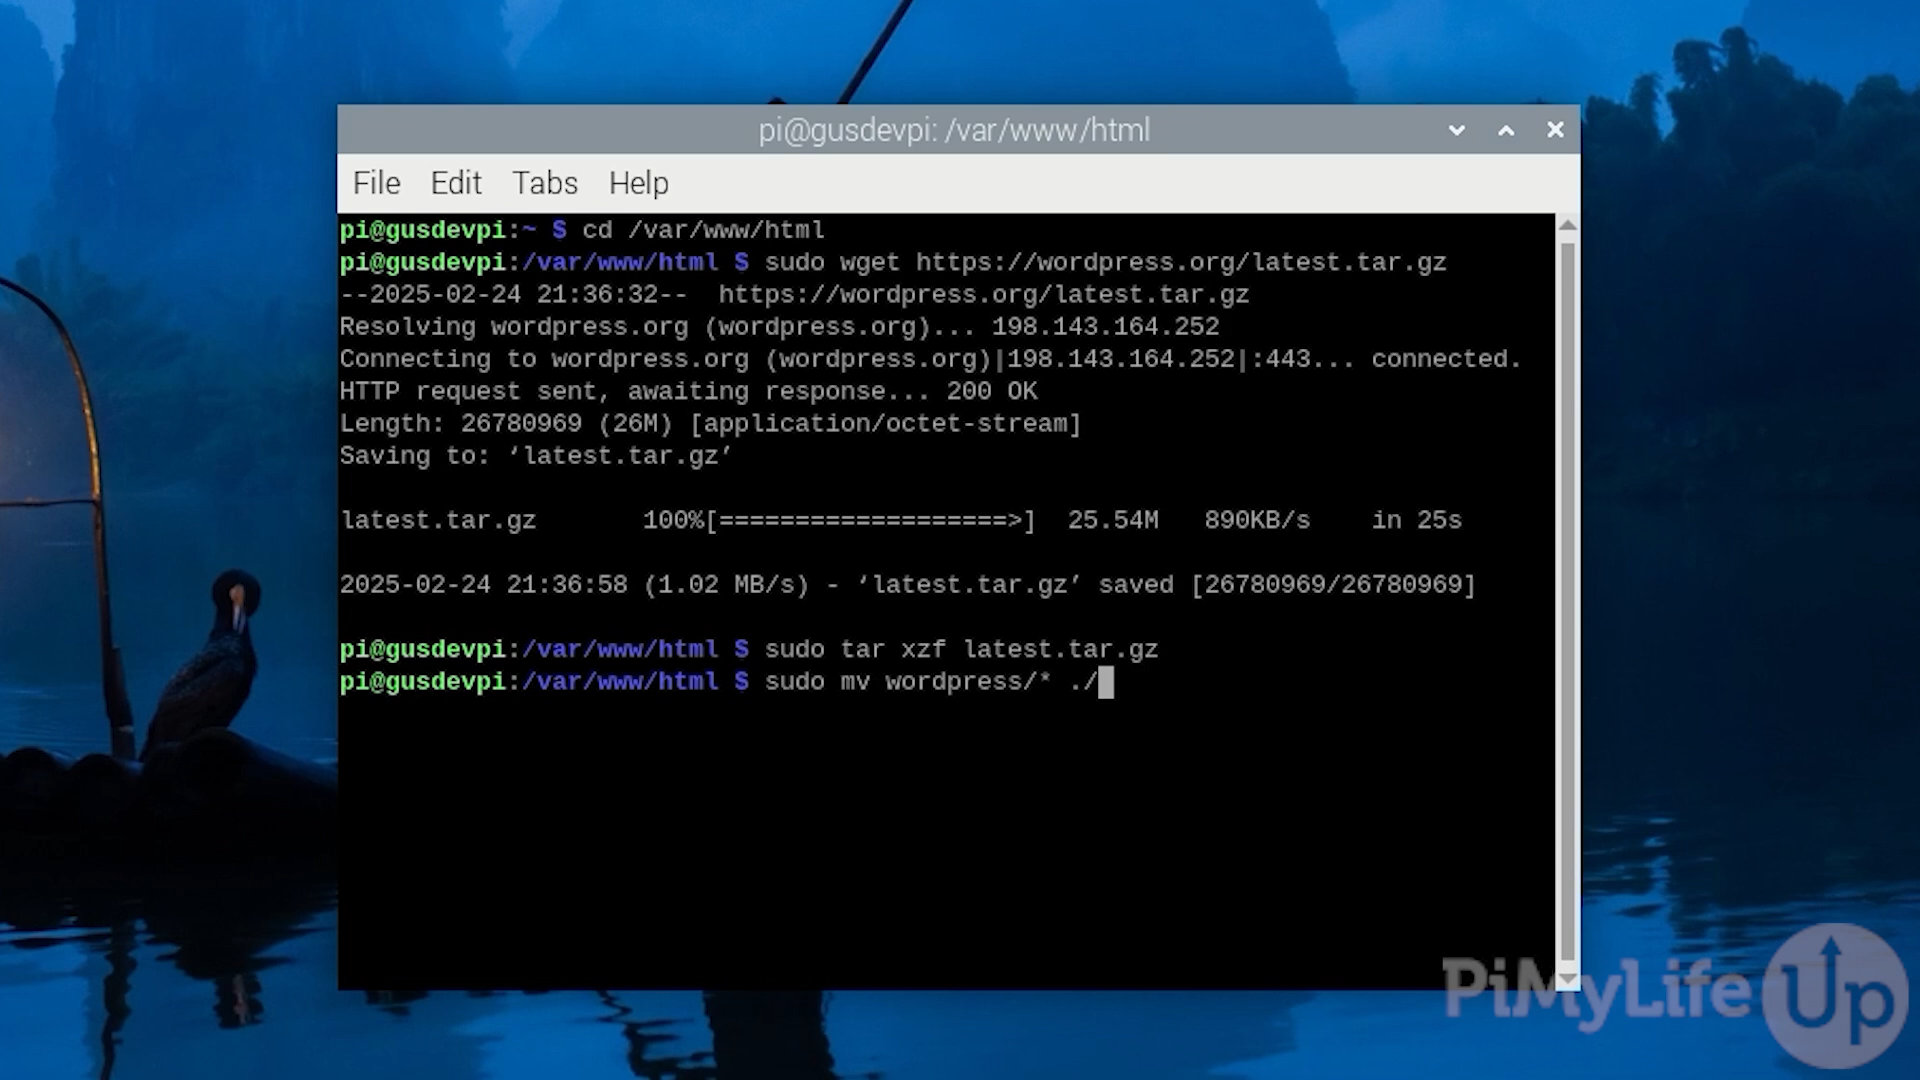 pi@gusdevpi: /var/www/html
File Edit Tabs Help
pi@gusdevpi:~ $ cd /var/www/html
pi@gusdevpi:/var/www/html $ sudo wget https://wordpress.org/latest.tar.gz
--2025-02-24 21:36:32--  https://wordpress.org/latest.tar.gz
Resolving wordpress.org (wordpress.org)... 198.143.164.252
Connecting to wordpress.org (wordpress.org)|198.143.164.252|:443... connected.
HTTP request sent, awaiting response... 200 OK
Length: 26780969 (26M) [application/octet-stream]
Saving to: ‘latest.tar.gz’
latest.tar.gz       100%[===================>]  25.54M   890KB/s    in 25s
2025-02-24 21:36:58 (1.02 MB/s) - ‘latest.tar.gz’ saved [26780969/26780969]
pi@gusdevpi:/var/www/html $ sudo tar xzf latest.tar.gz
pi@gusdevpi:/var/www/html $ sudo mv wordpress/* ./
PiMyLifeUp